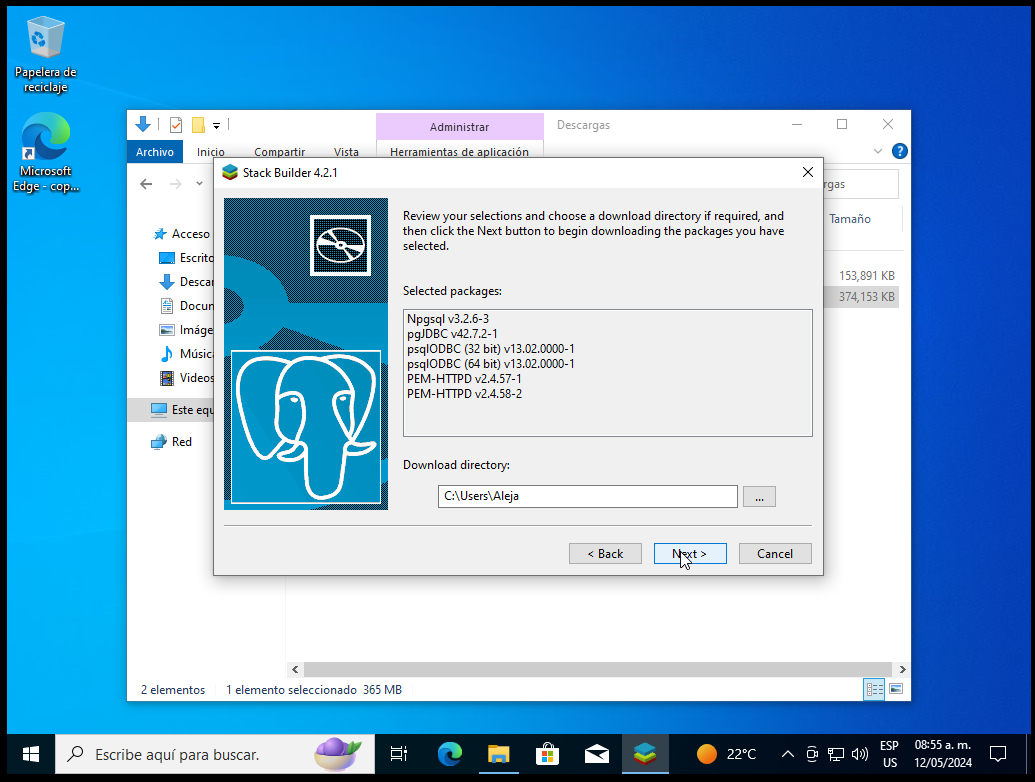 Papelera de
reciclaje
Microsoft
Edge - cop...
Administrar
Descargas
Archivo
Inicio
Compartir
Vista
Herramientas de aplicación
Stack Builder 4.2.1
rgas
Tamaño
Acceso
Escrito
Descar
Docun
Imáge
Música
Videos
Este equ
Red
153,891 KB
374,153 KB
Review your selections and choose a download directory if required, and
then click the Next button to begin downloading the packages you have
selected.
Selected packages:
Npgsql v3.2.6-3
pgJDBC v42.7.2-1
psqlODBC (32 bit) v13.02.0000-1
psqlODBC (64 bit) v13.02.0000-1
PEM-HTTPD v2.4.57-1
PEM-HTTPD v2.4.58-2
Download directory:
C:\Users\Aleja
...
< Back
Next >
Cancel
2 elementos
1 elemento seleccionado 365 MB
Escribe aquí para buscar.
22°C
ESP
US
08:55 a. m.
12/05/2024